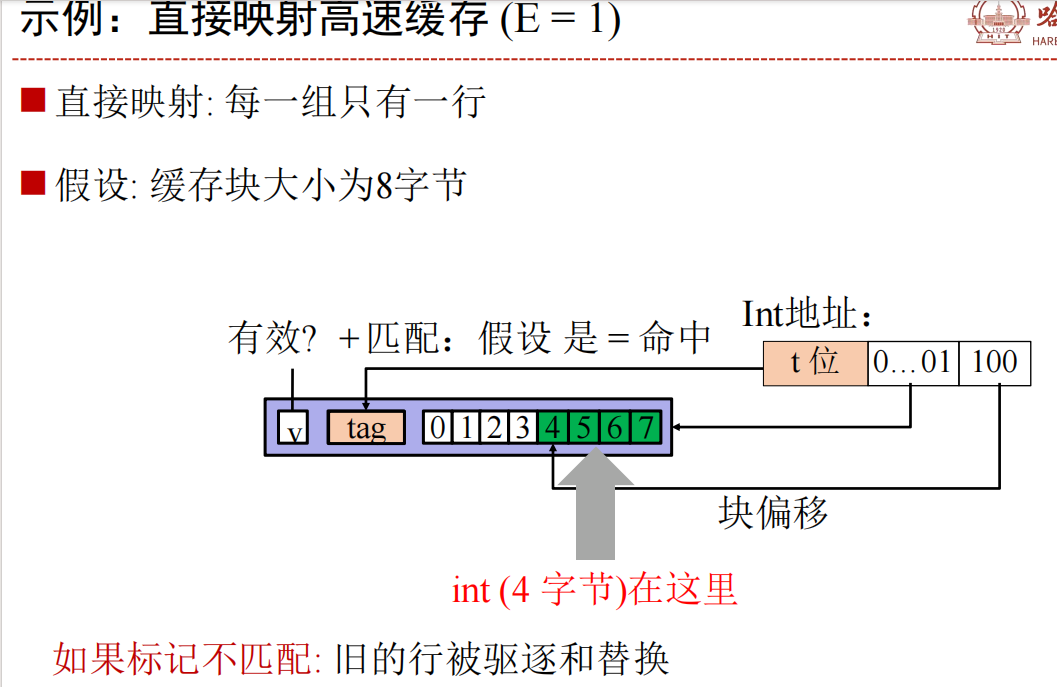 示例：直接映射高速缓存 (E = 1)
HIT
■ 直接映射: 每一组只有一行
■ 假设: 缓存块大小为8字节
Int地址：
有效? +匹配：假设 是 = 命中
t 位 0…01 100
v tag 0 1 2 3 4 5 6 7
块偏移
int (4 字节)在这里
如果标记不匹配: 旧的行被驱逐和替换